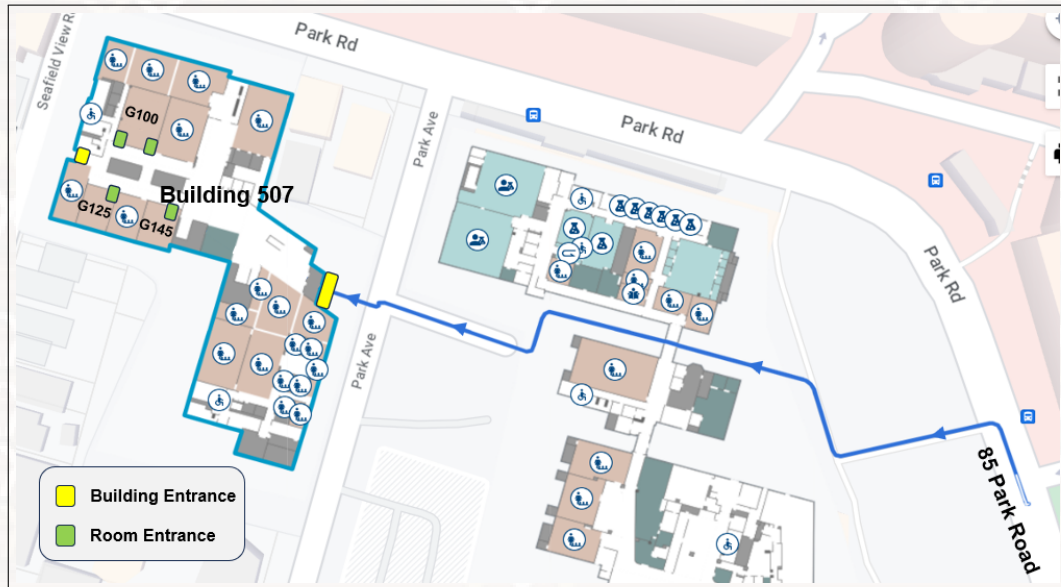 Seafield View R
Park Rd
G100
Park Ave
Park Rd
Building 507
G125
G145
Park Rd
Park Ave
85 Park Road
Building Entrance
Room Entrance